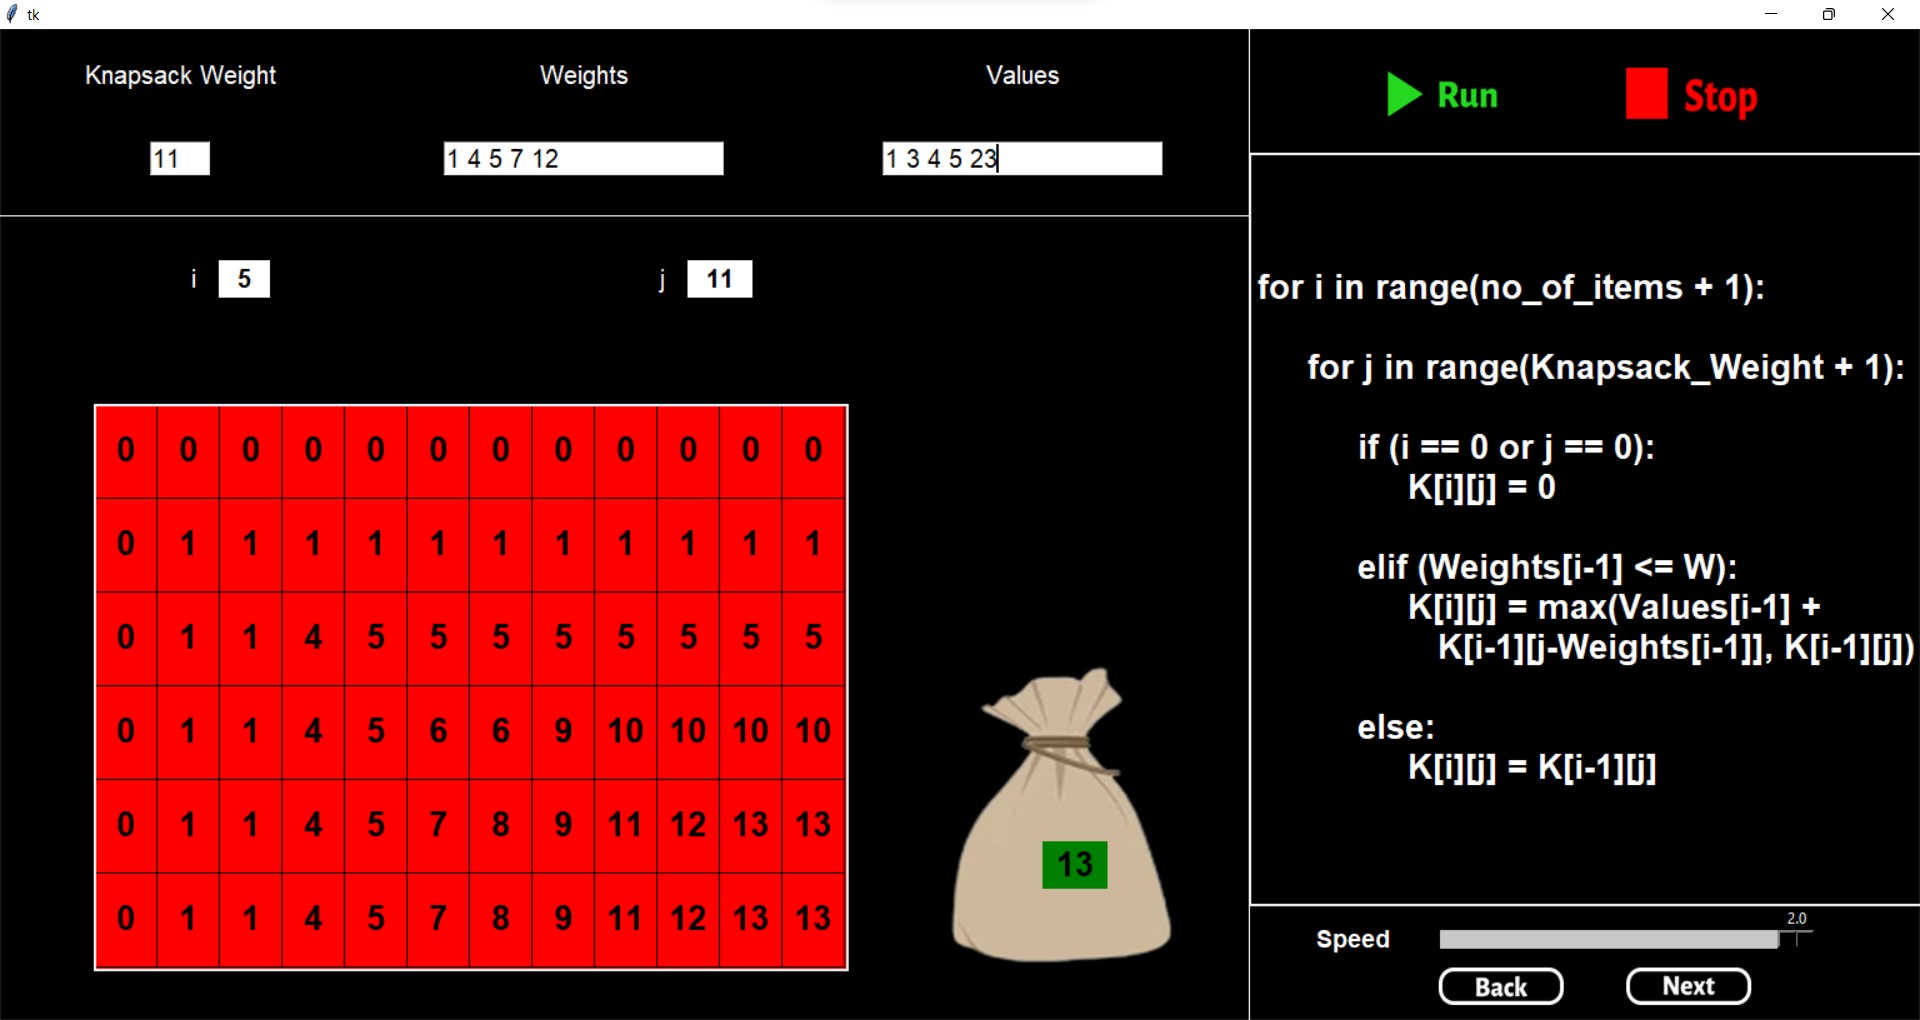 tk
Knapsack Weight
Weights
Values
11
1 4 5 7 12
1 3 4 5 23
i 5
j 11
0 0 0 0 0 0 0 0 0 0 0 0
0 1 1 1 1 1 1 1 1 1 1 1
0 1 1 4 5 5 5 5 5 5 5 5
0 1 1 4 5 6 6 9 10 10 10 10
0 1 1 4 5 7 8 9 11 12 13 13
0 1 1 4 5 7 8 9 11 12 13 13
13
Run
Stop
for i in range(no_of_items + 1):
for j in range(Knapsack_Weight + 1):
if (i == 0 or j == 0):
K[i][j] = 0
elif (Weights[i-1] <= W):
K[i][j] = max(Values[i-1] +
K[i-1][j-Weights[i-1]], K[i-1][j])
else:
K[i][j] = K[i-1][j]
2.0
Speed
Back
Next